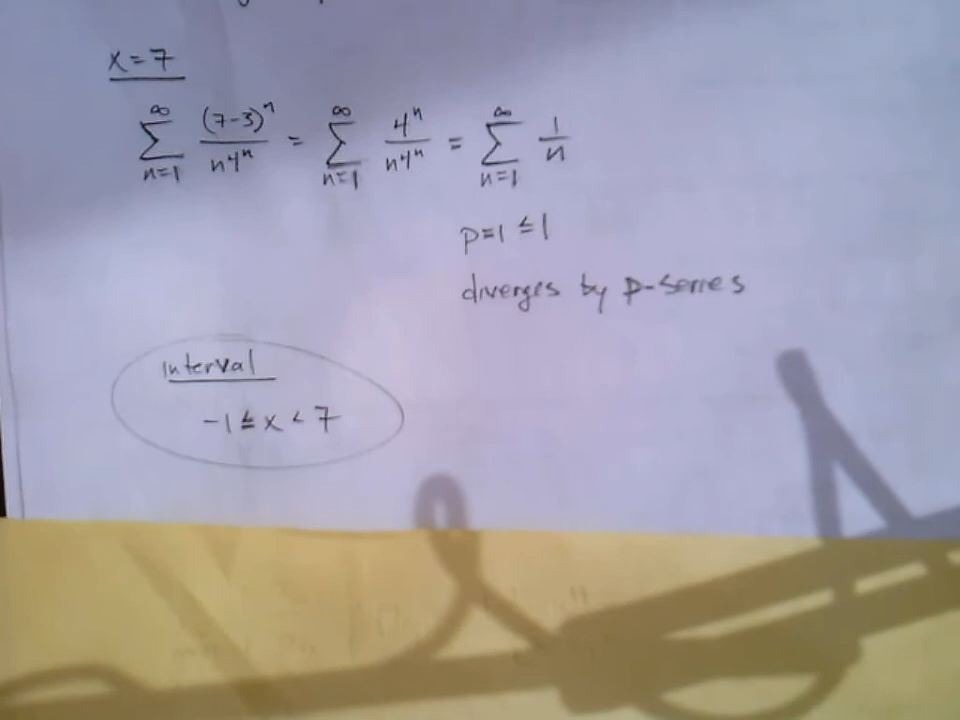 x = 7
∞ ∑ n=1 (7-3)^n / n4^n = ∞ ∑ n=1 4^n / n4^n = ∞ ∑ n=1 1/n
p=1 ≤ 1
diverges by p-series
interval
-1 ≤ x < 7